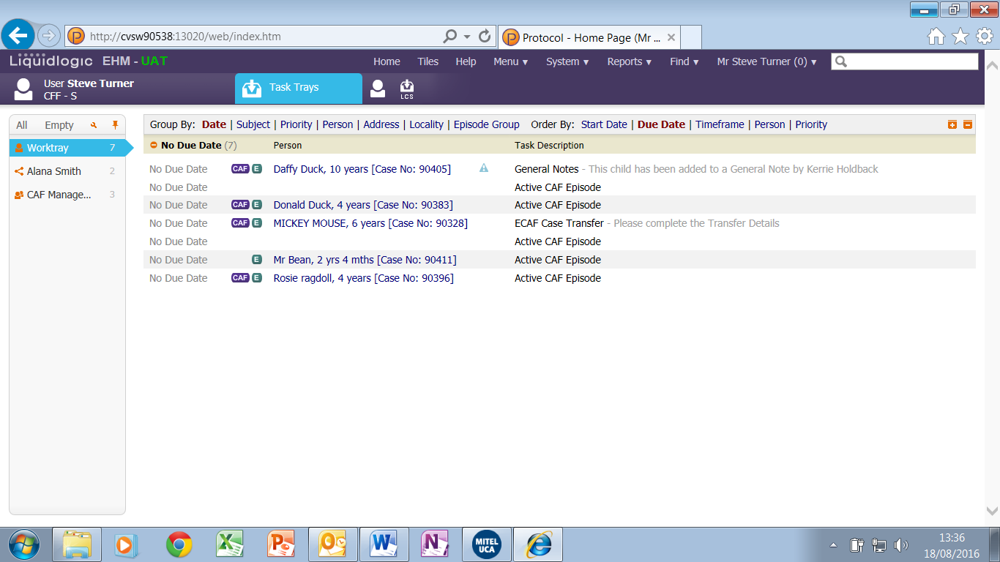 http://cvsw90538:13020/web/index.htm
Protocol - Home Page (Mr ...
Liquidlogic EHM - UAT
Home Tiles Help Menu System Reports Find Mr Steve Turner (0)
User Steve Turner
CFF - S
Task Trays
LCS
All Empty
Worktray 7
Alana Smith 2
CAF Manage... 3
Group By: Date | Subject | Priority | Person | Address | Locality | Episode Group Order By: Start Date | Due Date | Timeframe | Person | Priority
No Due Date (7) Person Task Description
No Due Date CAF E Daffy Duck, 10 years [Case No: 90405] General Notes - This child has been added to a General Note by Kerrie Holdback
No Due Date Active CAF Episode
No Due Date CAF E Donald Duck, 4 years [Case No: 90383] Active CAF Episode
No Due Date CAF E MICKEY MOUSE, 6 years [Case No: 90328] ECAF Case Transfer - Please complete the Transfer Details
No Due Date Active CAF Episode
No Due Date E Mr Bean, 2 yrs 4 mths [Case No: 90411] Active CAF Episode
No Due Date CAF E Rosie ragdoll, 4 years [Case No: 90396] Active CAF Episode
MITEL
UCA
13:36
18/08/2016